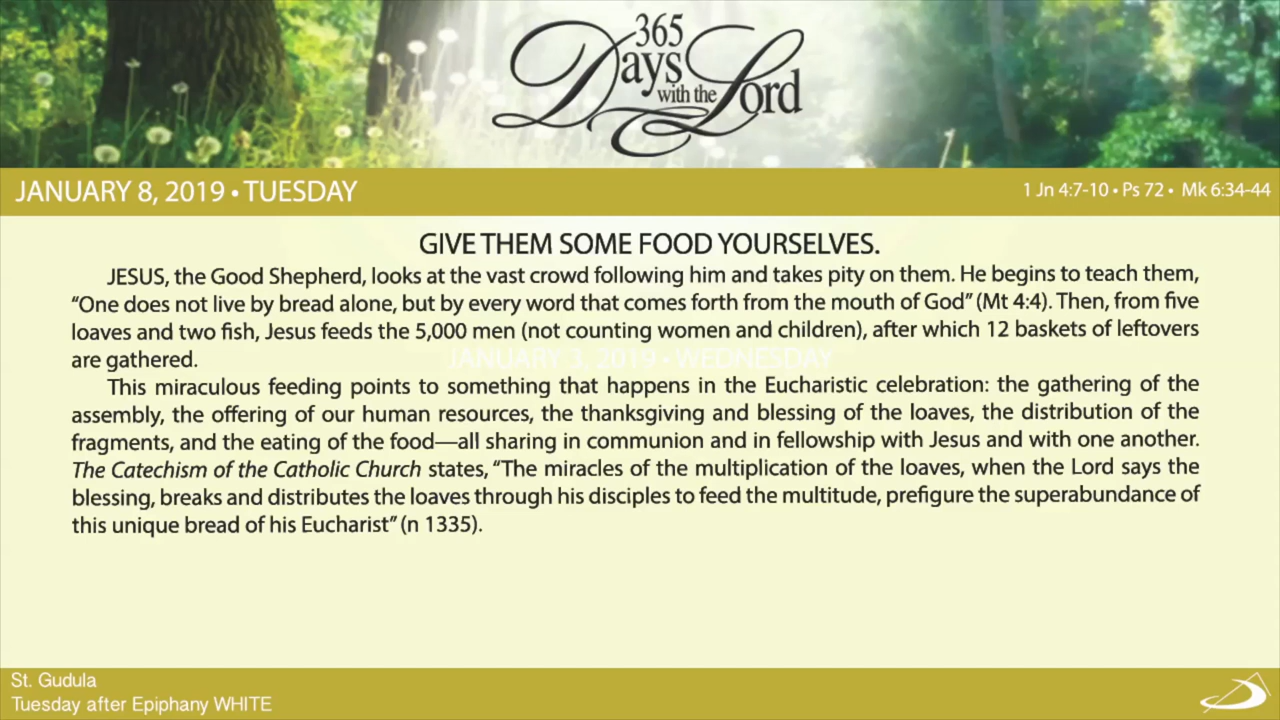 365
Days
with the Lord
JANUARY 8, 2019 • TUESDAY
1 Jn 4:7-10 • Ps 72 • Mk 6:34-44
GIVE THEM SOME FOOD YOURSELVES.
JESUS, the Good Shepherd, looks at the vast crowd following him and takes pity on them. He begins to teach them,
“One does not live by bread alone, but by every word that comes forth from the mouth of God” (Mt 4:4). Then, from five
loaves and two fish, Jesus feeds the 5,000 men (not counting women and children), after which 12 baskets of leftovers
are gathered.
JANUARY 3, 2019 • WEDNESDAY
This miraculous feeding points to something that happens in the Eucharistic celebration: the gathering of the
assembly, the offering of our human resources, the thanksgiving and blessing of the loaves, the distribution of the
fragments, and the eating of the food—all sharing in communion and in fellowship with Jesus and with one another.
The Catechism of the Catholic Church states, “The miracles of the multiplication of the loaves, when the Lord says the
blessing, breaks and distributes the loaves through his disciples to feed the multitude, prefigure the superabundance of
this unique bread of his Eucharist” (n 1335).
St. Gudula
Tuesday after Epiphany WHITE